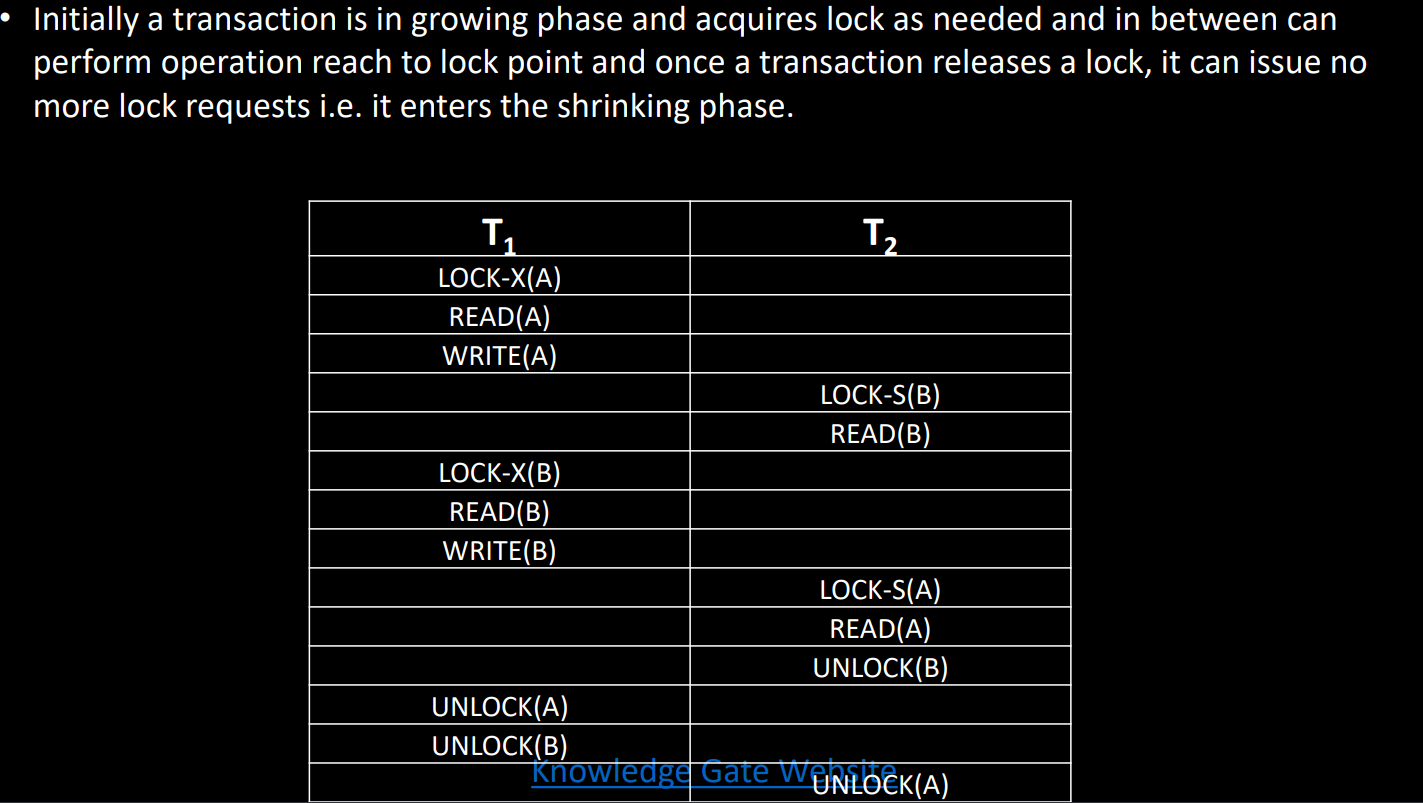 • Initially a transaction is in growing phase and acquires lock as needed and in between can
perform operation reach to lock point and once a transaction releases a lock, it can issue no
more lock requests i.e. it enters the shrinking phase.
T₁ T₂
LOCK-X(A)
READ(A)
WRITE(A)
LOCK-S(B)
READ(B)
LOCK-X(B)
READ(B)
WRITE(B)
LOCK-S(A)
READ(A)
UNLOCK(B)
UNLOCK(A)
UNLOCK(B)
Knowledge Gate Website
UNLOCK(A)